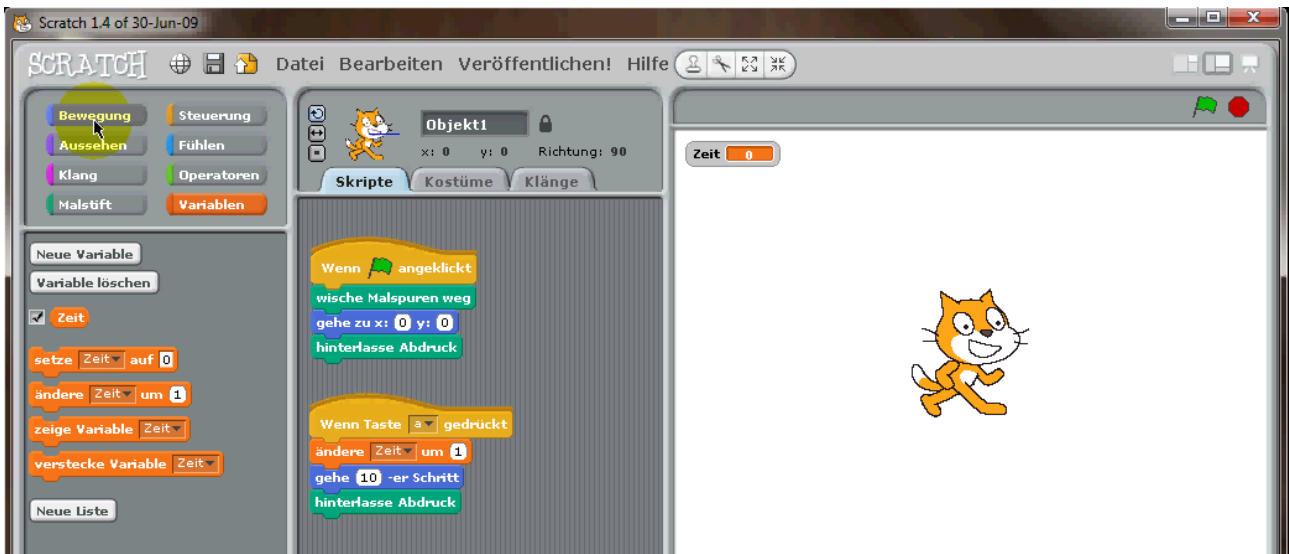 Scratch 1.4 of 30-Jun-09
SCRATCH Datei Bearbeiten Veröffentlichen! Hilfe
Bewegung Steuerung
Aussehen Fühlen
Klang Operatoren
Malstift Variablen
Neue Variable
Variable löschen
Zeit
setze Zeit auf 0
ändere Zeit um 1
zeige Variable Zeit
verstecke Variable Zeit
Neue Liste
Objekt1
x: 0 y: 0 Richtung: 90
Skripte Kostüme Klänge
Wenn angeklickt
wische Malspuren weg
gehe zu x: 0 y: 0
hinterlasse Abdruck
Wenn Taste a gedrückt
ändere Zeit um 1
gehe 10 -er Schritt
hinterlasse Abdruck
Zeit 0